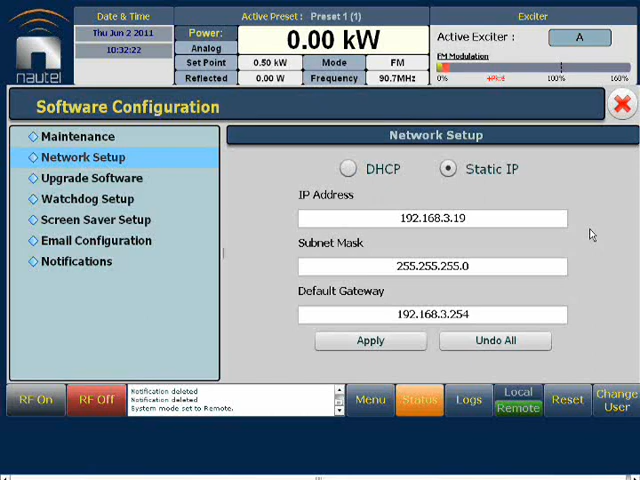 Date & Time
Thu Jun 2 2011
10:32:22
nautel
Active Preset : Preset 1 (1)
Power:
Analog
0.00 kW
Set Point 0.50 kW Mode FM
Reflected 0.00 W Frequency 90.7MHz
Exciter
Active Exciter : A
FM Modulation
0% +Pilot 100% 160%
Software Configuration
Maintenance
Network Setup
Upgrade Software
Watchdog Setup
Screen Saver Setup
Email Configuration
Notifications
Network Setup
DHCP Static IP
IP Address
192.168.3.19
Subnet Mask
255.255.255.0
Default Gateway
192.168.3.254
Apply Undo All
RF On RF Off
Notification deleted
Notification deleted
System mode set to Remote.
Menu Status Logs
Local
Remote
Reset
Change
User